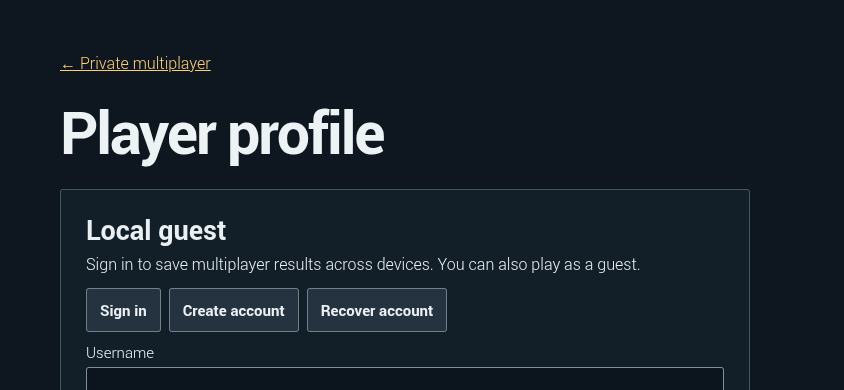 ← Private multiplayer
Player profile
Local guest
Sign in to save multiplayer results across devices. You can also play as a guest.
Sign in Create account Recover account
Username